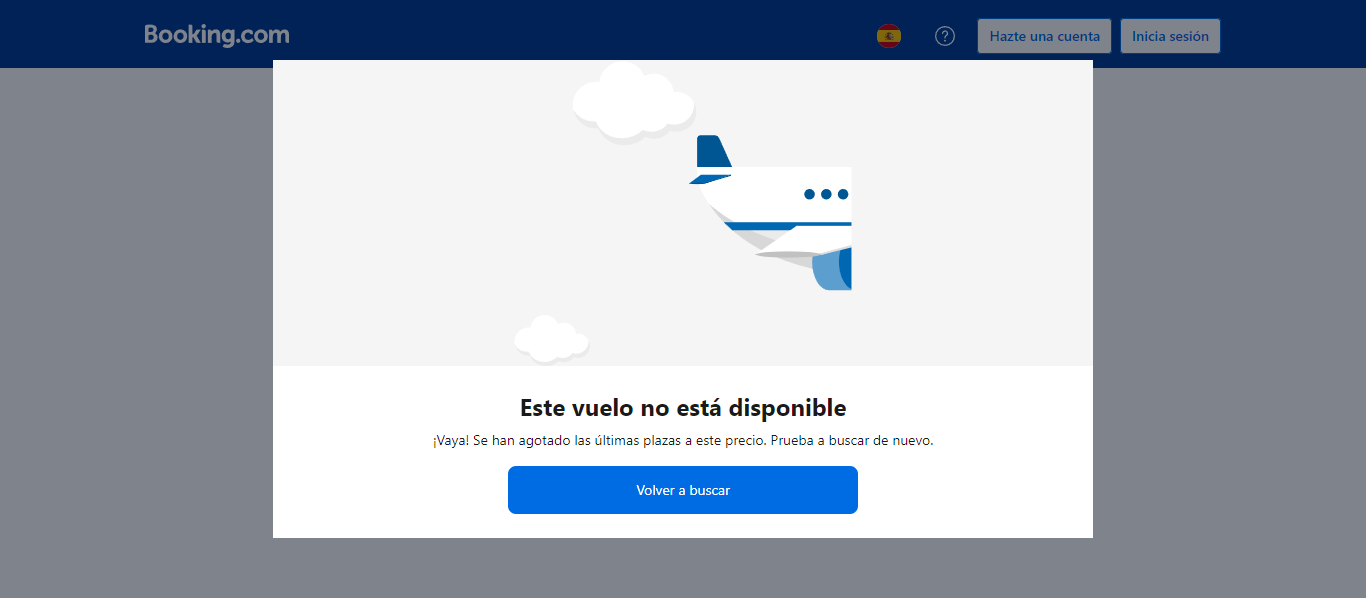 Booking.com
Hazte una cuenta
Inicia sesión
Este vuelo no está disponible
¡Vaya! Se han agotado las últimas plazas a este precio. Prueba a buscar de nuevo.
Volver a buscar